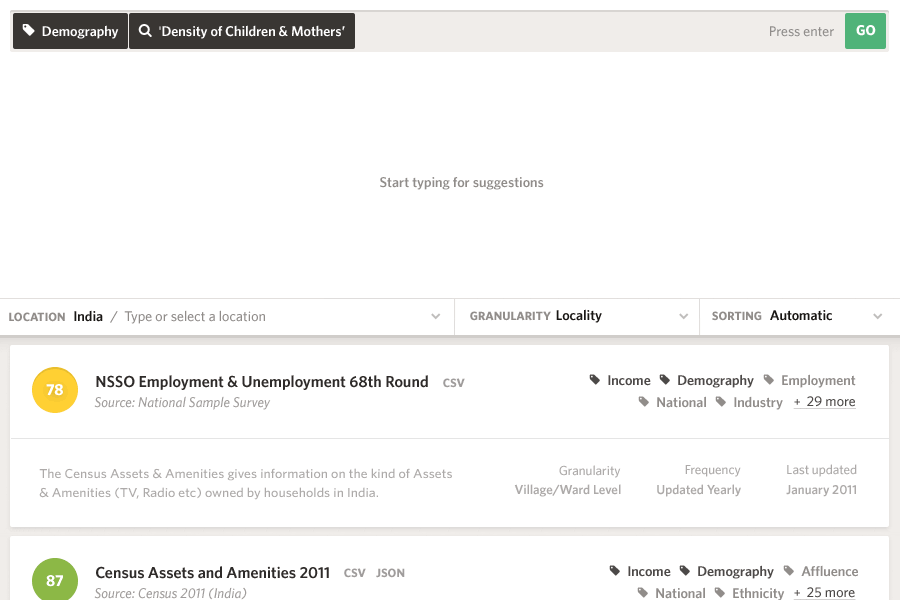 Demography 'Density of Children & Mothers' Press enter GO
Start typing for suggestions
LOCATION India / Type or select a location GRANULARITY Locality SORTING Automatic
78 NSSO Employment & Unemployment 68th Round CSV
Source: National Sample Survey
Income Demography Employment
National Industry + 29 more
The Census Assets & Amenities gives information on the kind of Assets
& Amenities (TV, Radio etc) owned by households in India.
Granularity Frequency Last updated
Village/Ward Level Updated Yearly January 2011
87 Census Assets and Amenities 2011 CSV JSON
Source: Census 2011 (India)
Income Demography Affluence
National Ethnicity + 25 more